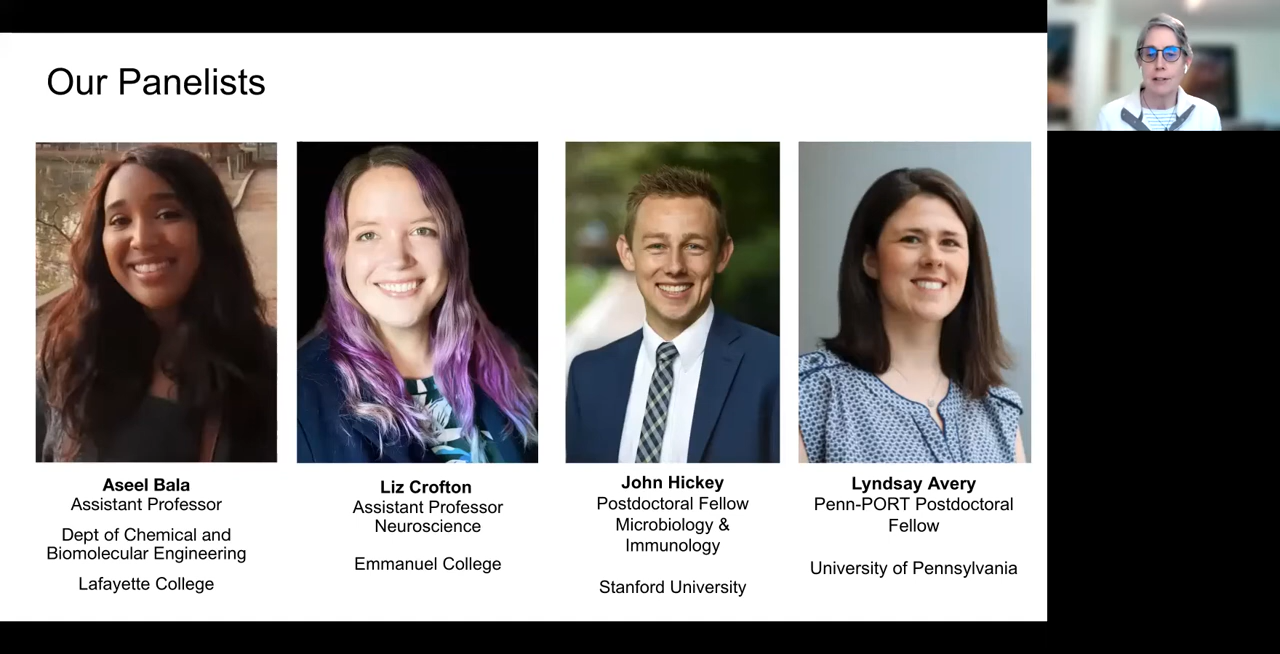 Our Panelists
Aseel Bala
Assistant Professor
Dept of Chemical and
Biomolecular Engineering
Lafayette College
Liz Crofton
Assistant Professor
Neuroscience
Emmanuel College
John Hickey
Postdoctoral Fellow
Microbiology &
Immunology
Stanford University
Lyndsay Avery
Penn-PORT Postdoctoral
Fellow
University of Pennsylvania